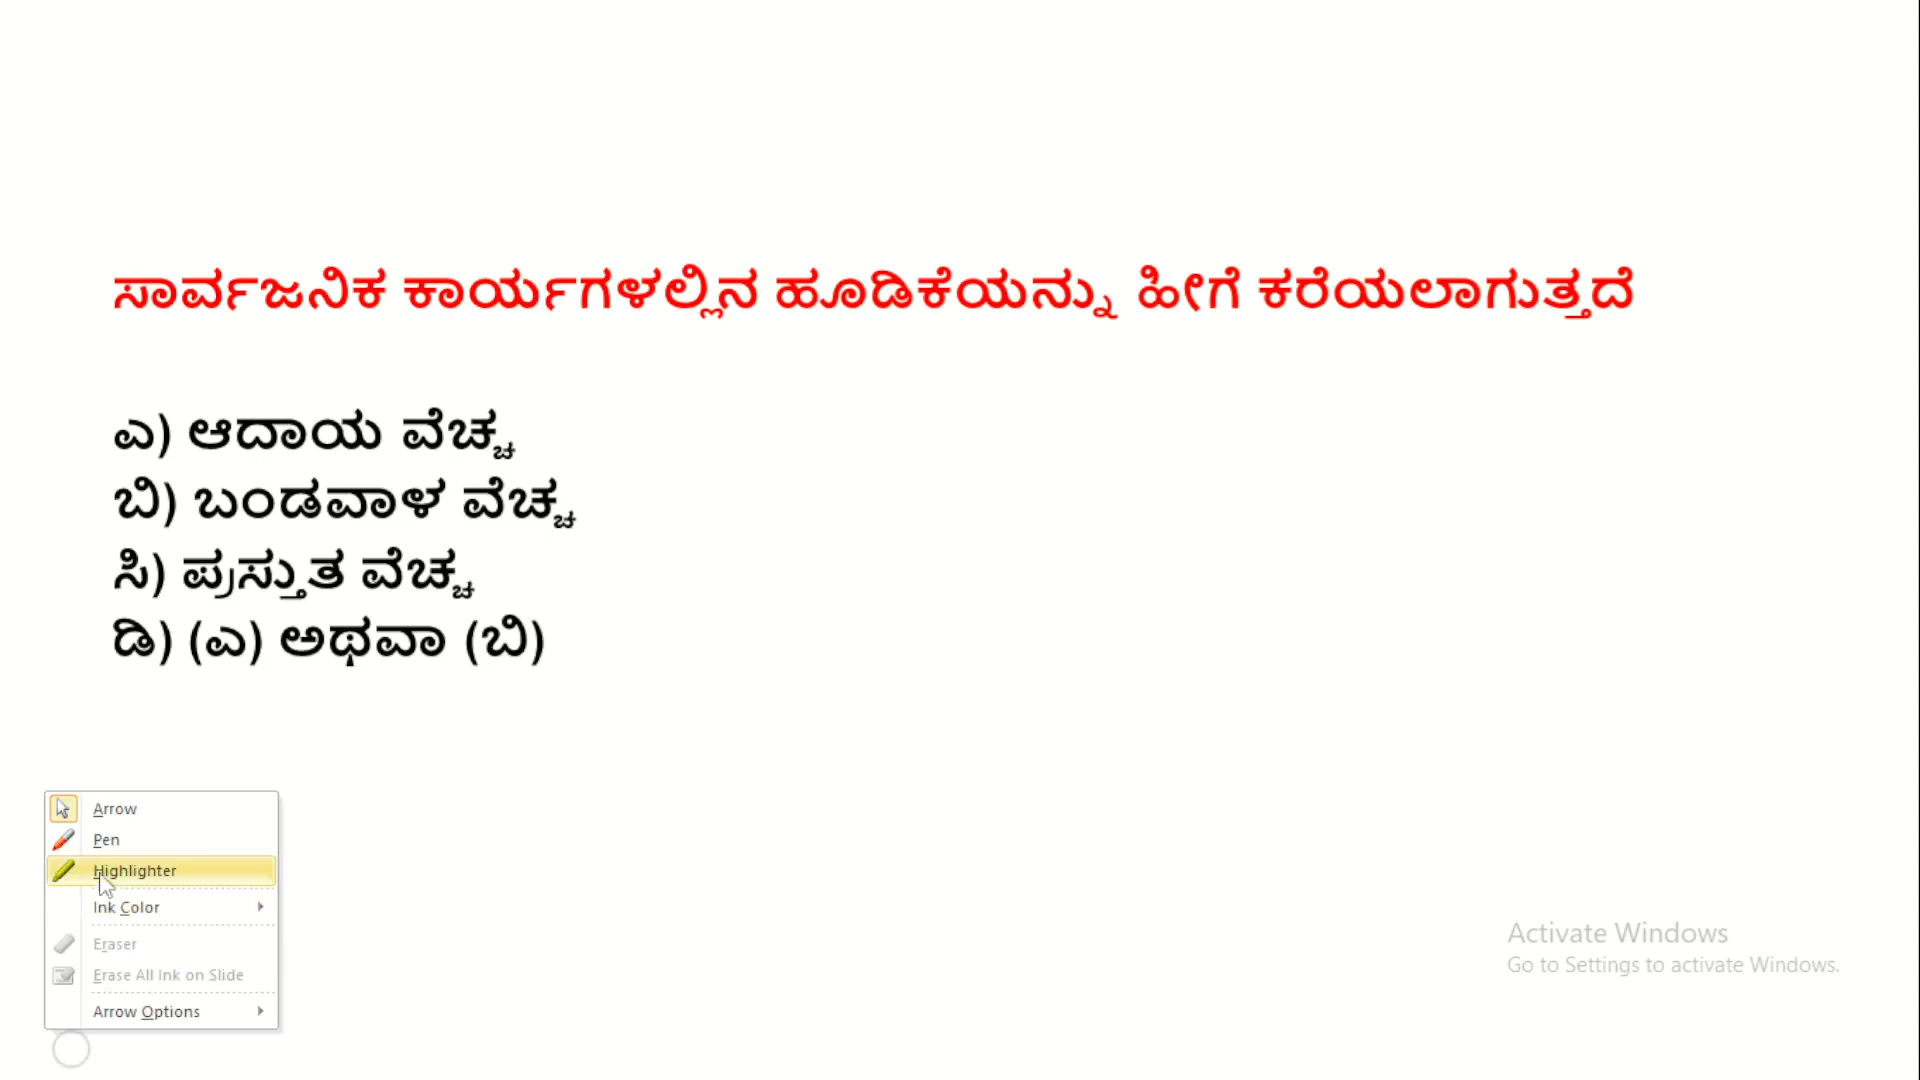 ಸಾರ್ವಜನಿಕ ಕಾರ್ಯಗಳಲ್ಲಿನ ಹೂಡಿಕೆಯನ್ನು ಹೀಗೆ ಕರೆಯಲಾಗುತ್ತದೆ
ಎ) ಆದಾಯ ವೆಚ್ಚ
ಬಿ) ಬಂಡವಾಳ ವೆಚ್ಚ
ಸಿ) ಪ್ರಸ್ತುತ ವೆಚ್ಚ
ಡಿ) (ಎ) ಅಥವಾ (ಬಿ)
Arrow
Pen
Highlighter
Ink Color
Eraser
Erase All Ink on Slide
Arrow Options
Activate Windows
Go to Settings to activate Windows.